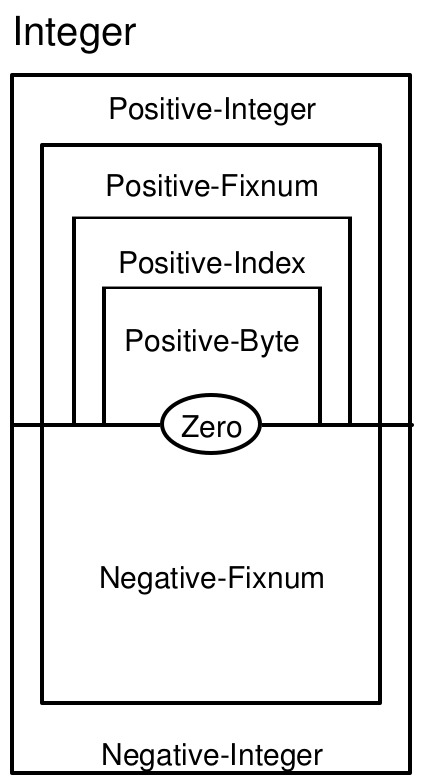 Integer
Positive-Integer
Positive-Fixnum
Positive-Index
Positive-Byte
Zero
Negative-Fixnum
Negative-Integer